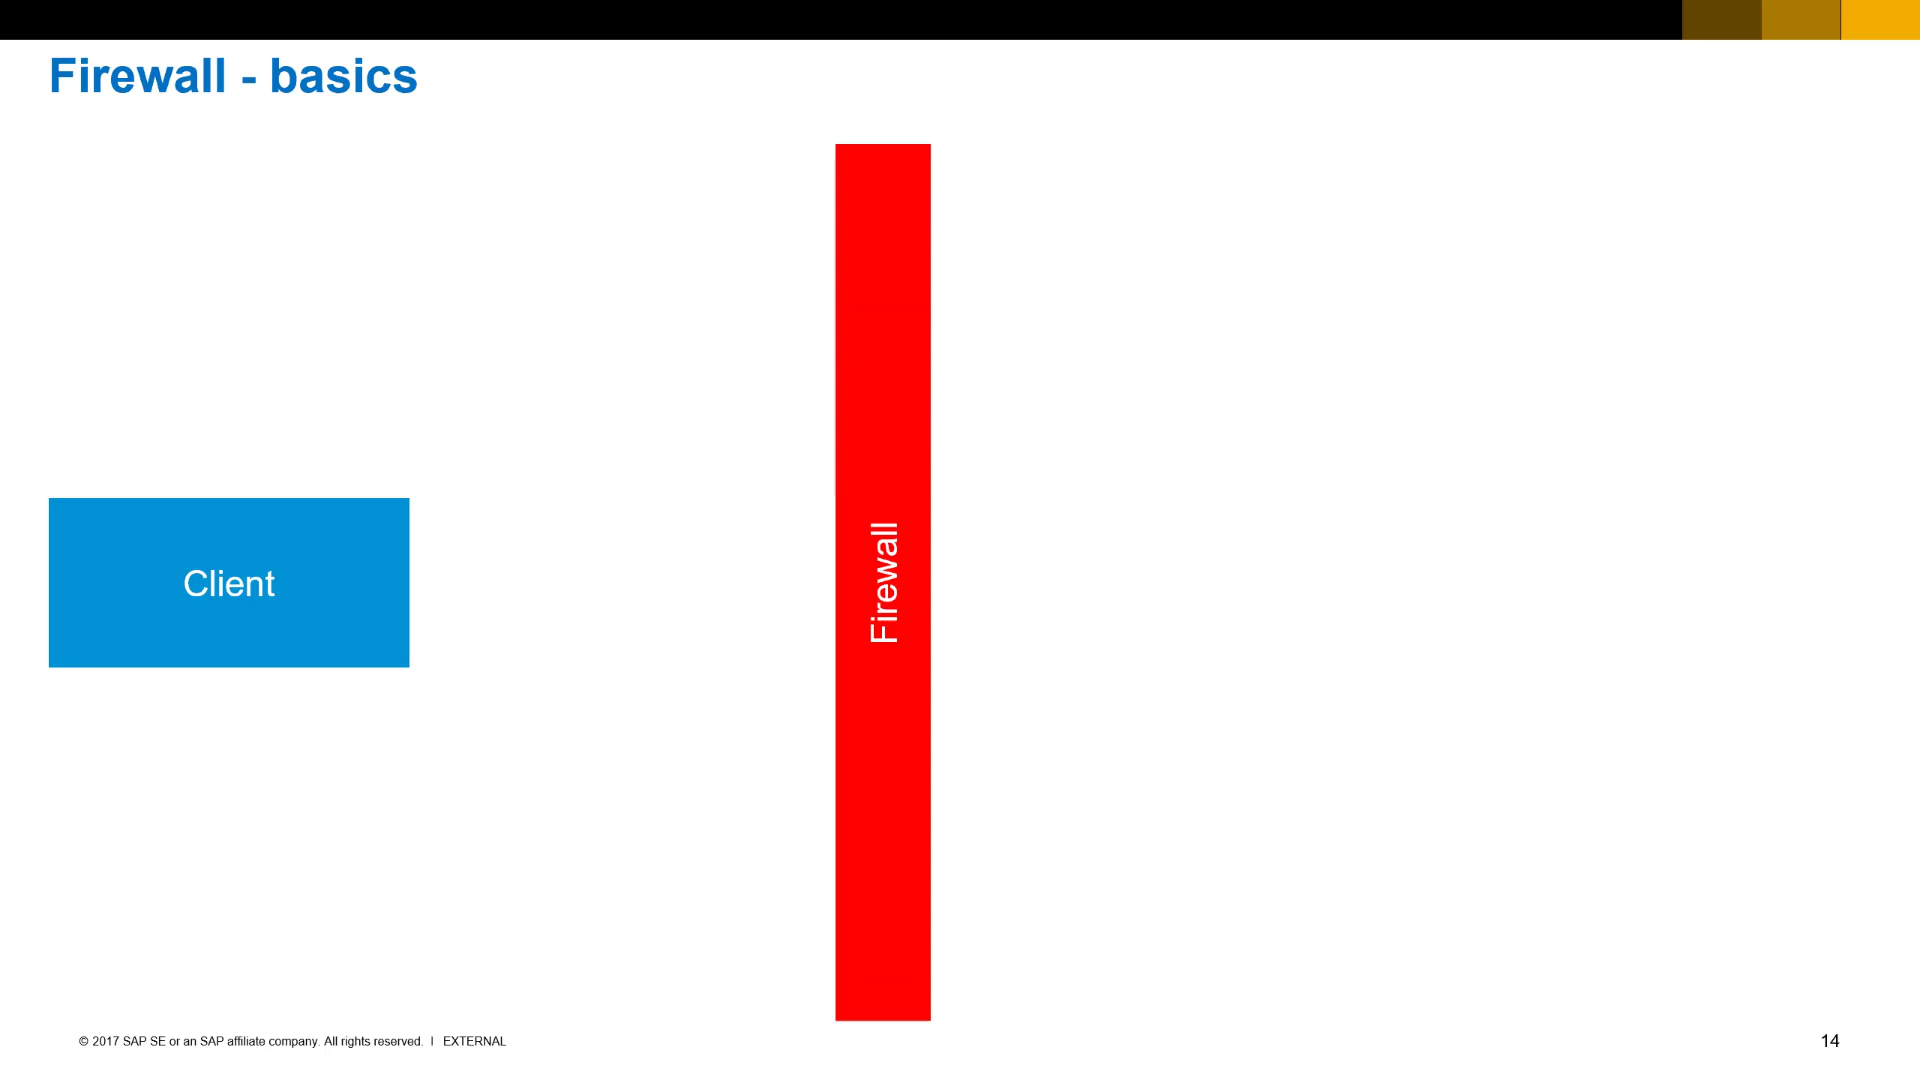 Firewall - basics
Client
Firewall
© 2017 SAP SE or an SAP affiliate company. All rights reserved. I EXTERNAL
14